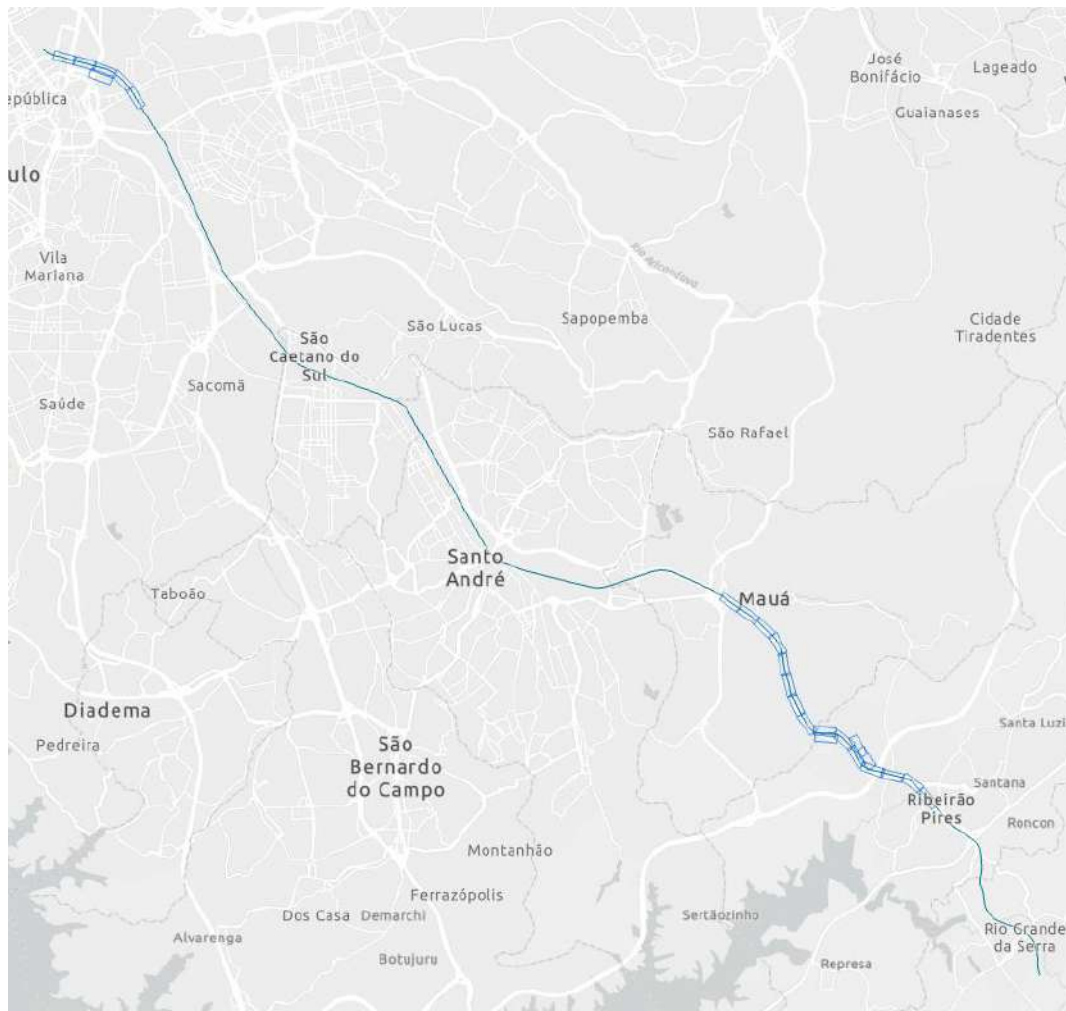 José
Bonifácio
Lageado
epública
Guaianases
ulo
Vila
Mariana
Rio Aricanduva
São
Caetano do
Sul
São Lucas
Sapopemba
Cidade
Tiradentes
Sacomã
Saúde
São Rafael
Santo
André
Taboão
Mauá
Diadema
Pedreira
São
Bernardo
do Campo
Santa Luzi
Santana
Ribeirão
Pires
Roncon
Montanhão
Ferrazópolis
Dos Casa
Demarchi
Sertãozinho
Alvarenga
Botujuru
Rio Grande
da Serra
Represa